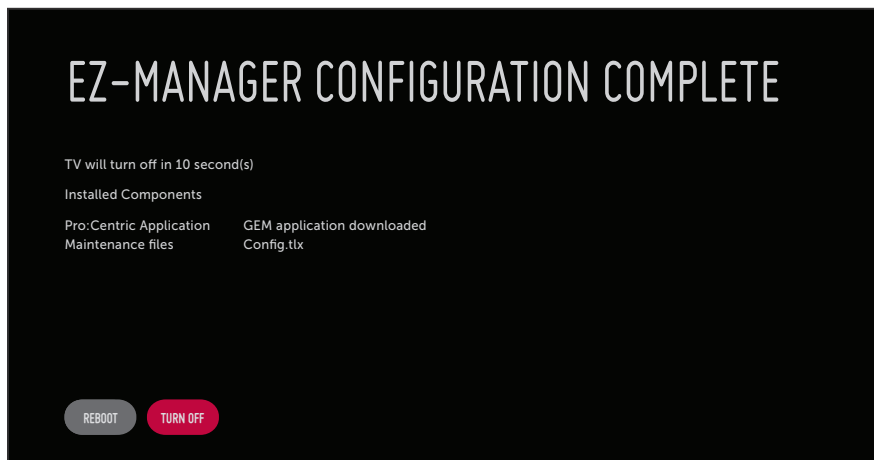 EZ-MANAGER CONFIGURATION COMPLETE
TV will turn off in 10 second(s)
Installed Components
Pro:Centric Application GEM application downloaded
Maintenance files Config.tlx
REBOOT TURN OFF